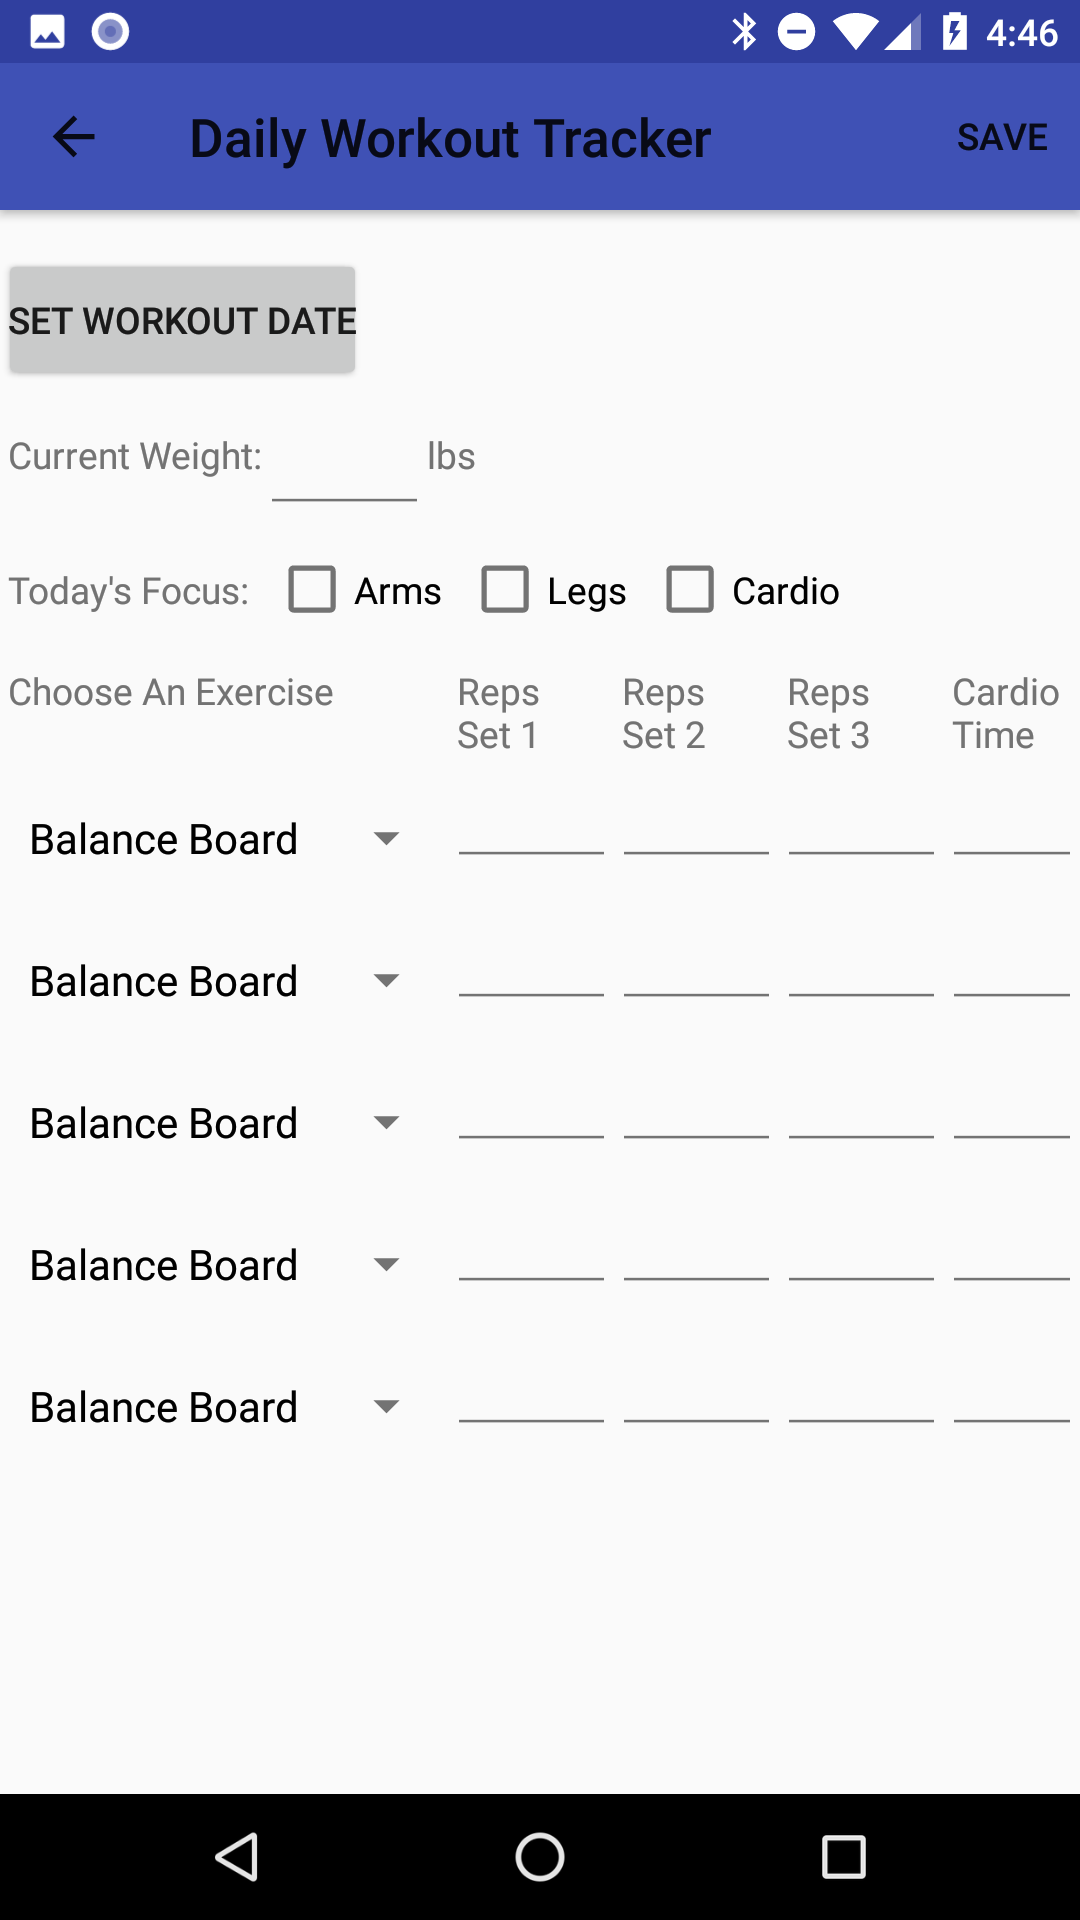 4:46
Daily Workout Tracker SAVE
SET WORKOUT DATE
Current Weight: lbs
Today's Focus: Arms Legs Cardio
Choose An Exercise Reps Reps Reps Cardio
Set 1 Set 2 Set 3 Time
Balance Board
Balance Board
Balance Board
Balance Board
Balance Board